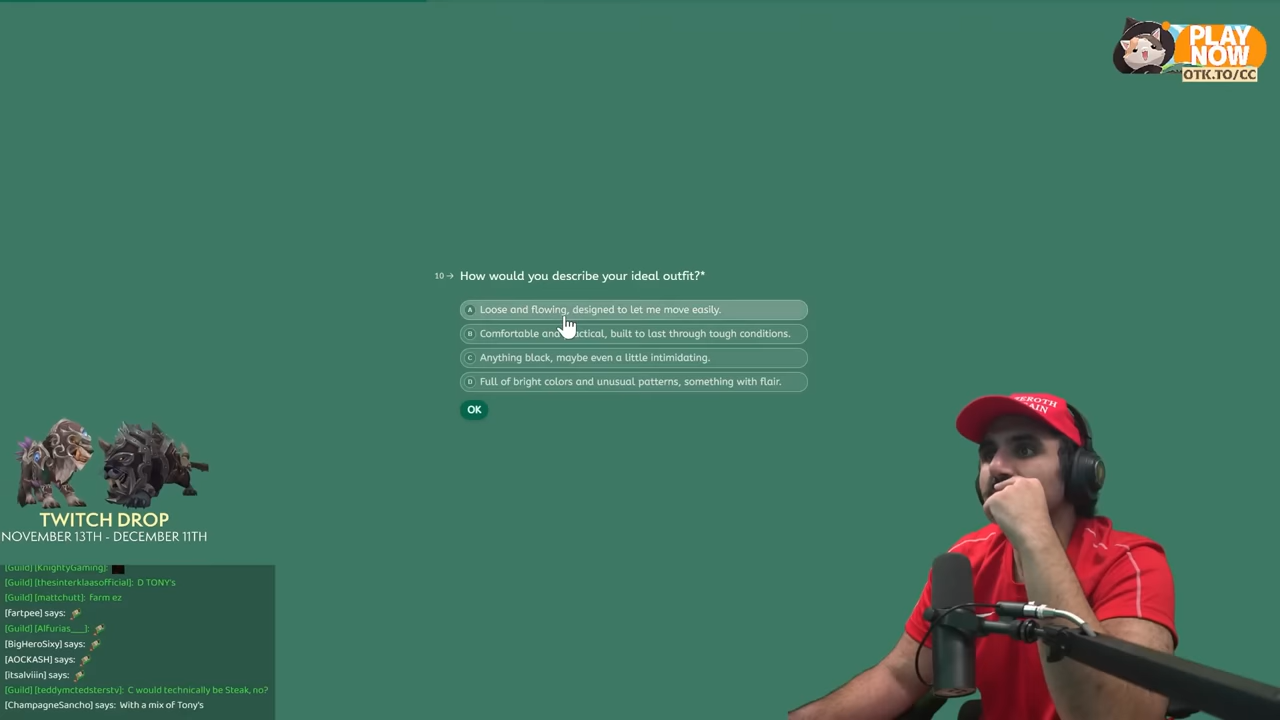 PLAY
NOW
OTK.TO/CC
10→ How would you describe your ideal outfit?*
A Loose and flowing, designed to let me move easily.
B Comfortable and actical, built to last through tough conditions.
C Anything black, maybe even a little intimidating.
D Full of bright colors and unusual patterns, something with flair.
OK
EROTH
AIN
TWITCH DROP
NOVEMBER 13TH - DECEMBER 11TH
[Guild] [KnightyGaming]:
[Guild] [thesinterklaasofficial]: D TONY's
[Guild] [mattchutt]: farm ez
[fartpee] says:
[Guild] [Alfurias___]:
[BigHeroSixy] says:
[AOCKASH] says:
[itsalviin] says:
[Guild] [teddymctedsterstv]: C would technically be Steak, no?
[ChampagneSancho] says: With a mix of Tony's